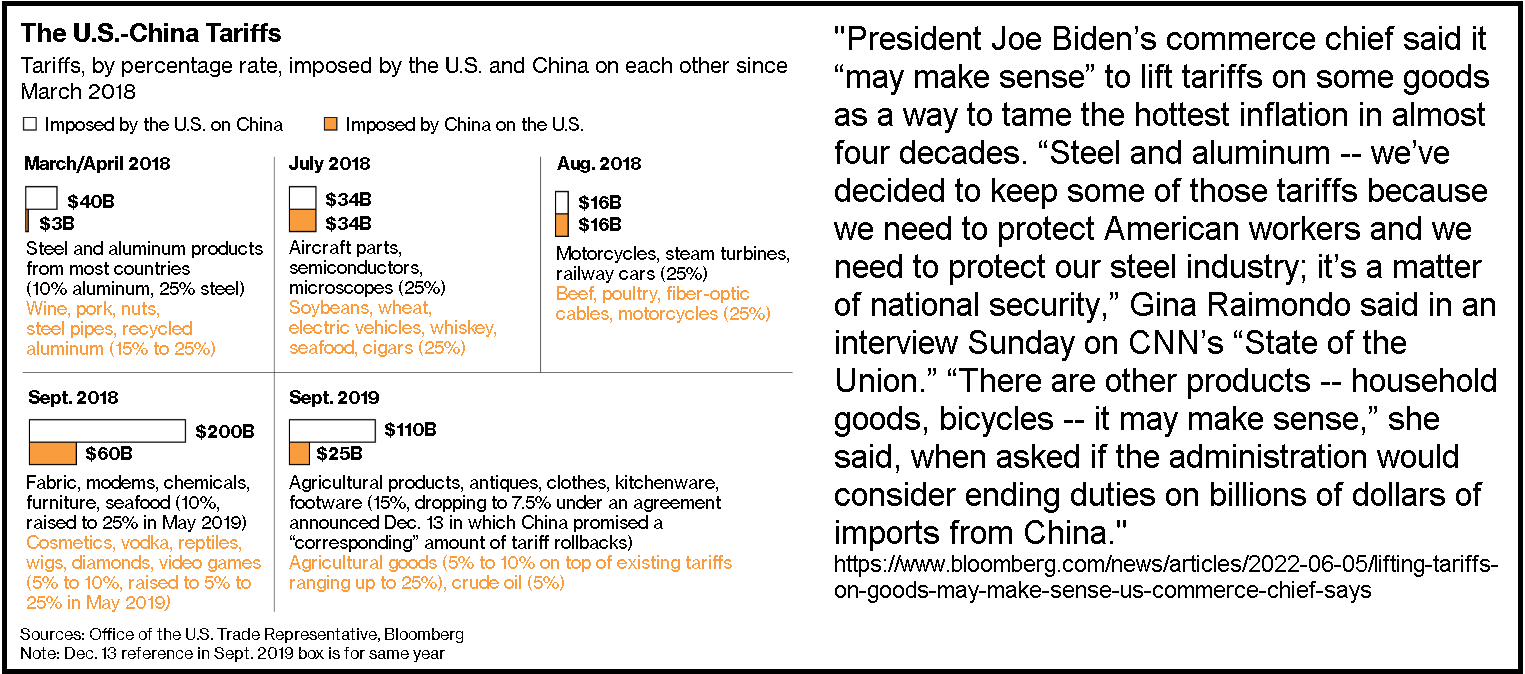 The U.S.-China Tariffs
Tariffs, by percentage rate, imposed by the U.S. and China on each other since
March 2018
Imposed by the U.S. on China
Imposed by China on the U.S.
March/April 2018
$40B
$3B
Steel and aluminum products
from most countries
(10% aluminum, 25% steel)
Wine, pork, nuts,
steel pipes, recycled
aluminum (15% to 25%)
July 2018
$34B
$34B
Aircraft parts,
semiconductors,
microscopes (25%)
Soybeans, wheat,
electric vehicles, whiskey,
seafood, cigars (25%)
Aug. 2018
$16B
$16B
Motorcycles, steam turbines,
railway cars (25%)
Beef, poultry, fiber-optic
cables, motorcycles (25%)
Sept. 2018
$200B
$60B
Fabric, modems, chemicals,
furniture, seafood (10%,
raised to 25% in May 2019)
Cosmetics, vodka, reptiles,
wigs, diamonds, video games
(5% to 10%, raised to 5% to
25% in May 2019)
Sept. 2019
$110B
$25B
Agricultural products, antiques, clothes, kitchenware,
footware (15%, dropping to 7.5% under an agreement
announced Dec. 13 in which China promised a
“corresponding” amount of tariff rollbacks)
Agricultural goods (5% to 10% on top of existing tariffs
ranging up to 25%), crude oil (5%)
Sources: Office of the U.S. Trade Representative, Bloomberg
Note: Dec. 13 reference in Sept. 2019 box is for same year
"President Joe Biden’s commerce chief said it
“may make sense” to lift tariffs on some goods
as a way to tame the hottest inflation in almost
four decades. “Steel and aluminum -- we’ve
decided to keep some of those tariffs because
we need to protect American workers and we
need to protect our steel industry; it’s a matter
of national security,” Gina Raimondo said in an
interview Sunday on CNN’s “State of the
Union.” “There are other products -- household
goods, bicycles -- it may make sense,” she
said, when asked if the administration would
consider ending duties on billions of dollars of
imports from China."
https://www.bloomberg.com/news/articles/2022-06-05/lifting-tariffs-
on-goods-may-make-sense-us-commerce-chief-says